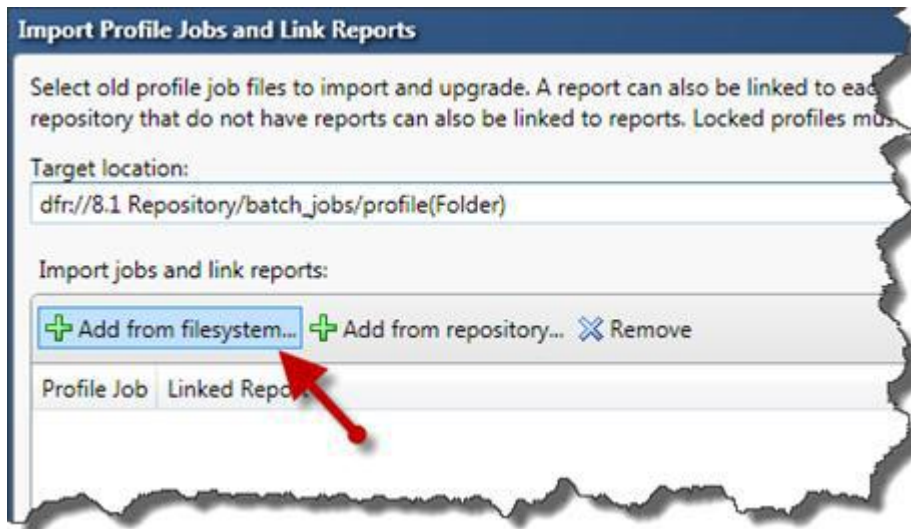 Import Profile Jobs and Link Reports
Select old profile job files to import and upgrade. A report can also be linked to
repository that do not have reports can also be linked to reports. Locked profiles
Target location:
dfr://8.1 Repository/batch_jobs/profile(Folder)
Import jobs and link reports:
Add from filesystem... Add from repository... Remove
Profile Job Linked Report